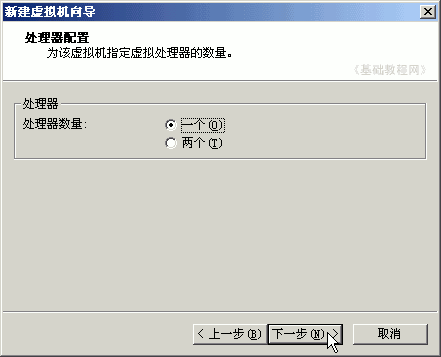 新建虚拟机向导
处理器配置
为该虚拟机指定虚拟处理器的数量。
《基础教程网》
处理器
处理器数量:
一个(O)
两个(T)
< 上一步(B) 下一步(N) > 取消